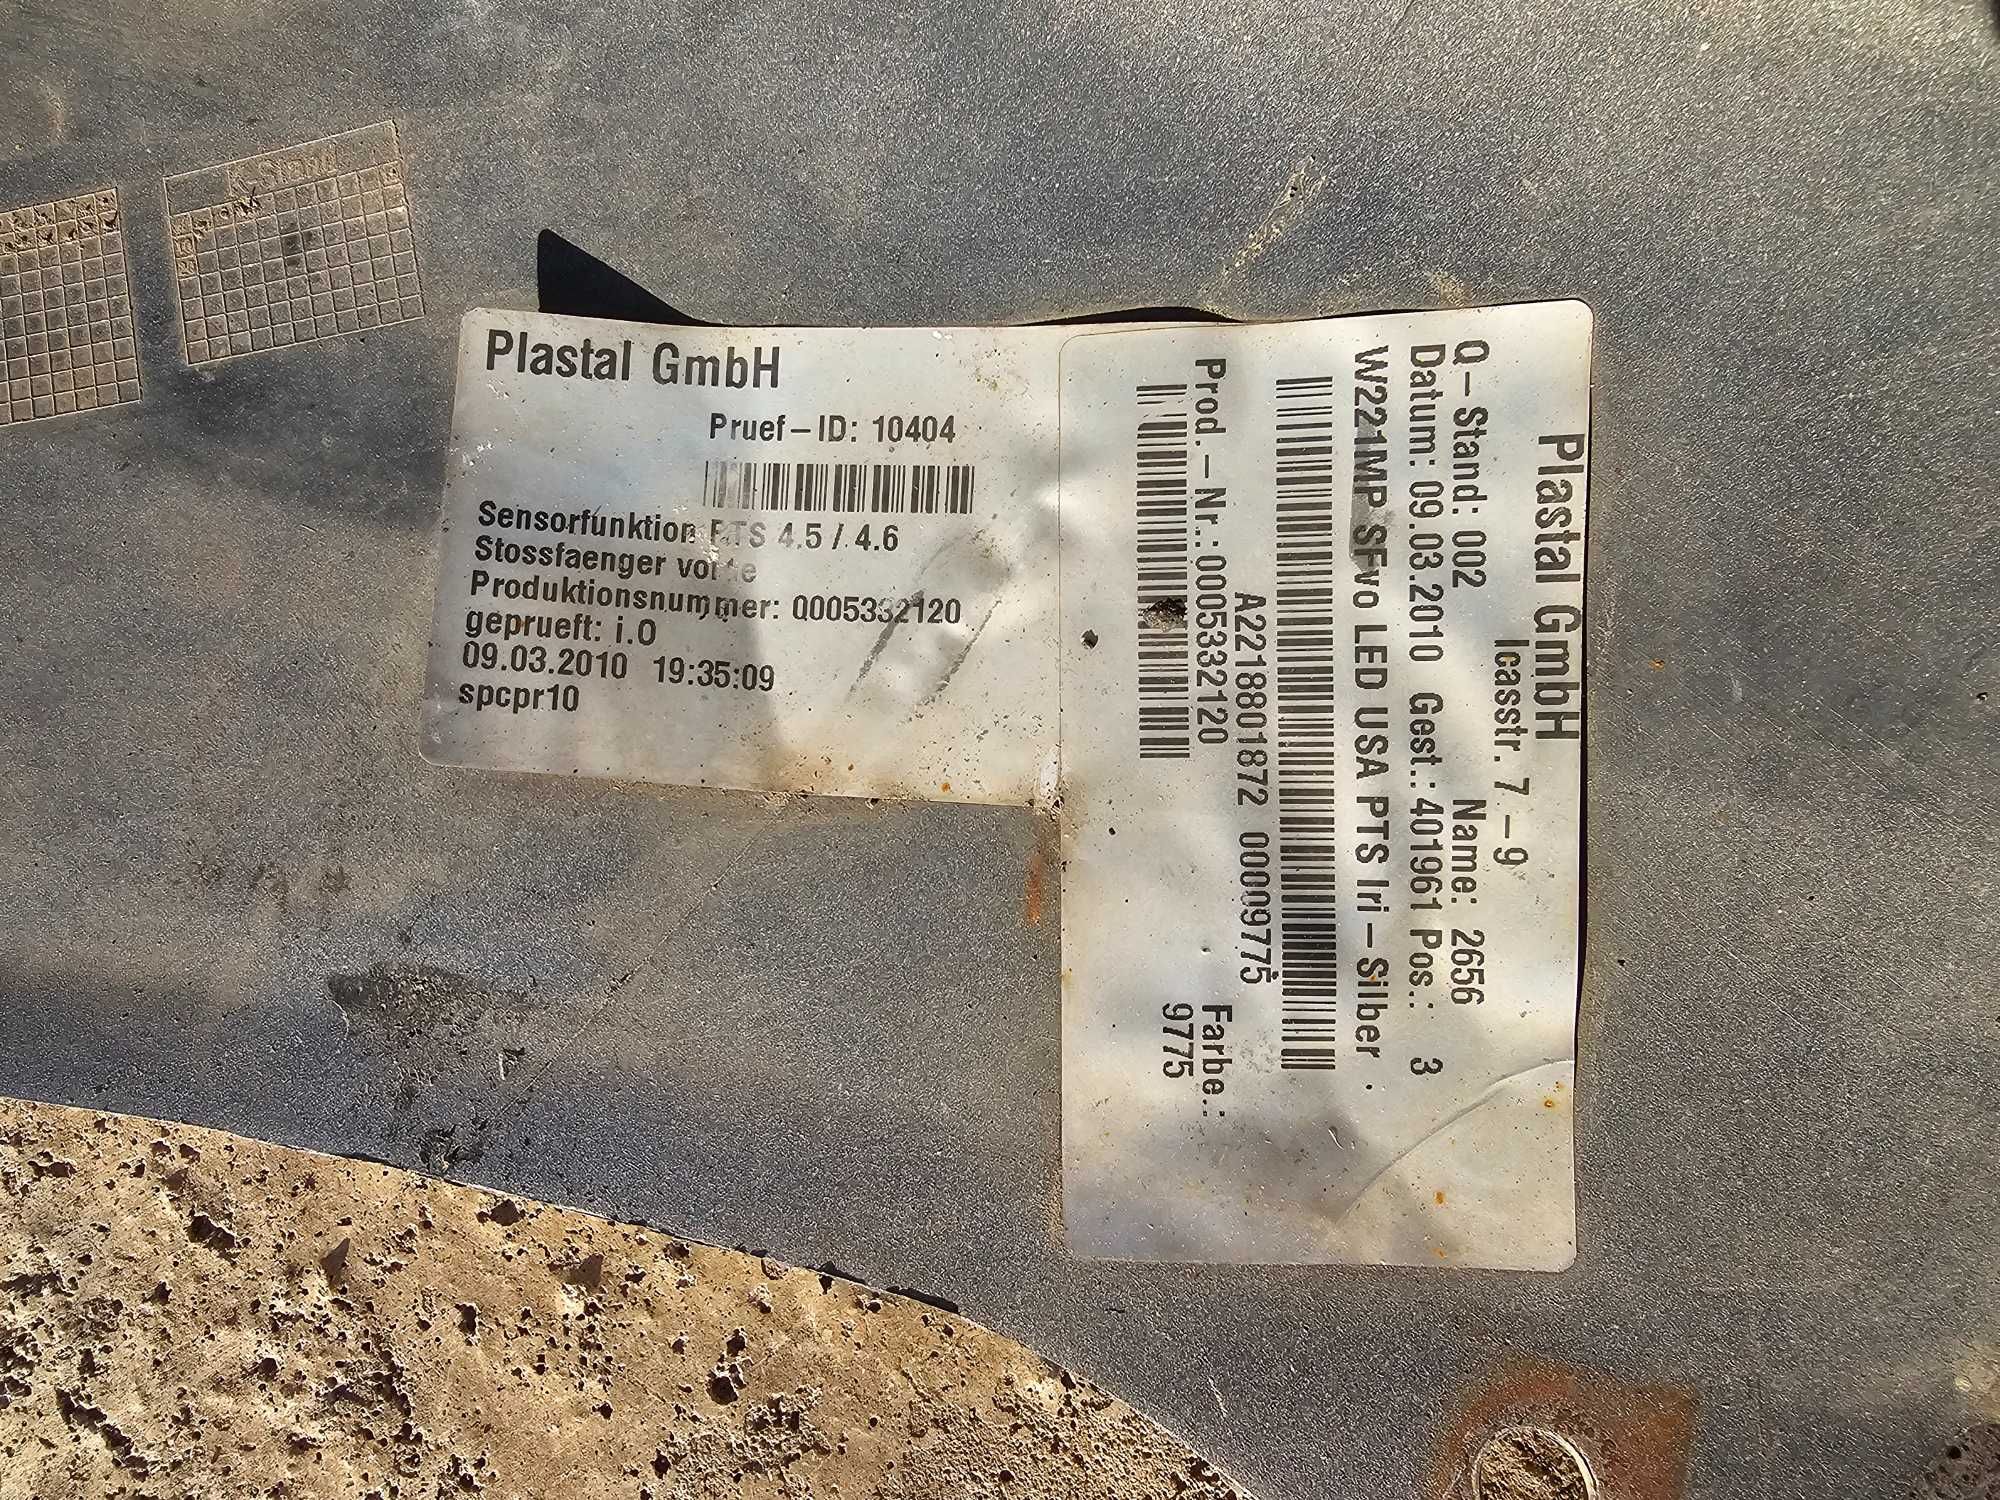 Plastal GmbH
Pruef-ID: 10404
Sensorfunktion PTS 4.5 / 4.6
Stossfaenger vorne
Produktionsnummer: 0005332120
geprueft: i.O
09.03.2010 19:35:09
spcpr10
Plastal GmbH
Icasstr. 7-9
Q-Stand: 002 Name: 2656
Datum: 09.03.2010 Gest.: 401961 Pos.: 3
W221MP SFvo LED USA PTS Iri-Silber
A2218801872 00009775
Prod.-Nr.: 0005332120 Farbe.:
9775